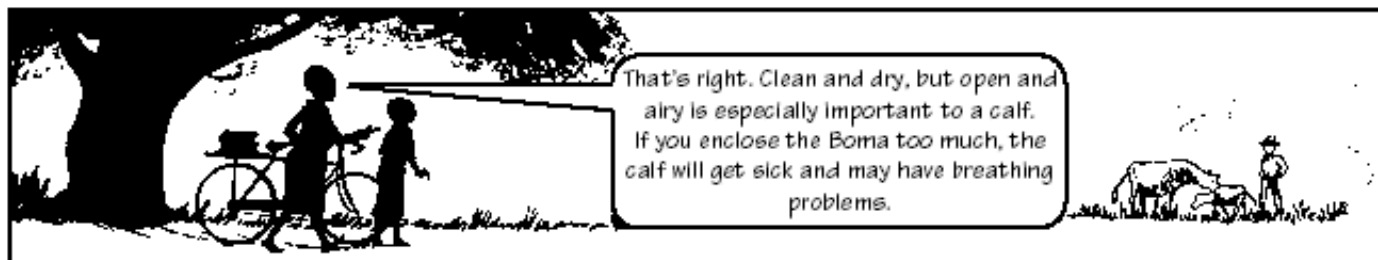 That's right. Clean and dry, but open and
airy is especially important to a calf.
If you enclose the Boma too much, the
calf will get sick and may have breathing
problems.